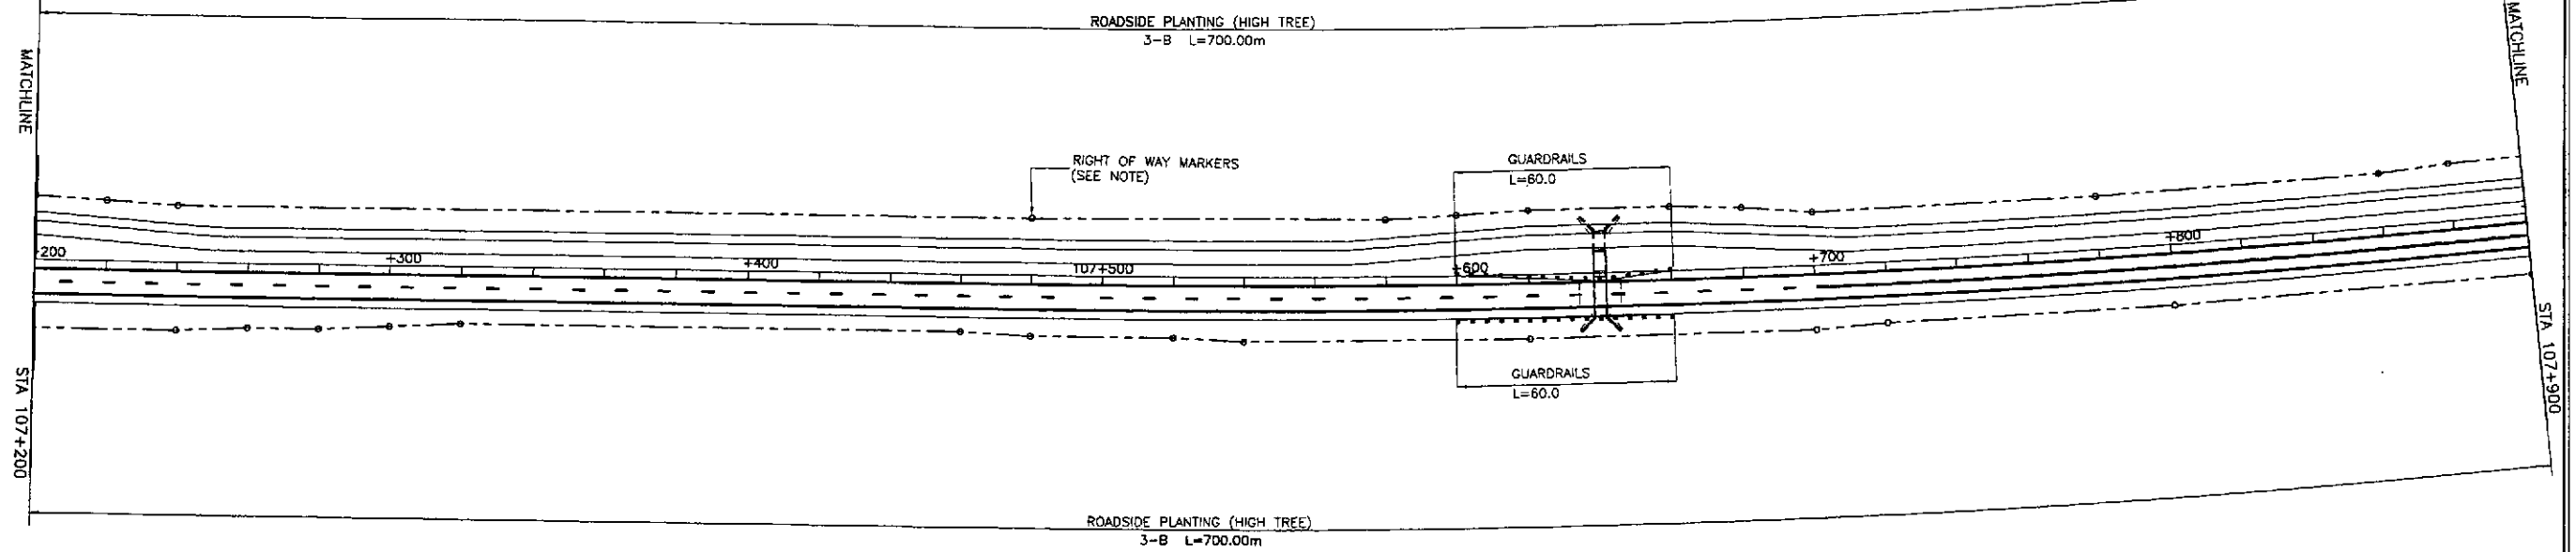 ROADSIDE PLANTING (HIGH TREE)
3-B L=700.00m
MATCHLINE
MATCHLINE
RIGHT OF WAY MARKERS
(SEE NOTE)
GUARDRAILS
L=60.0
+200
+300
+400
107+500
+600
+700
+800
GUARDRAILS
L=60.0
STA 107+200
STA 107+900
ROADSIDE PLANTING (HIGH TREE)
3-B L=700.00m